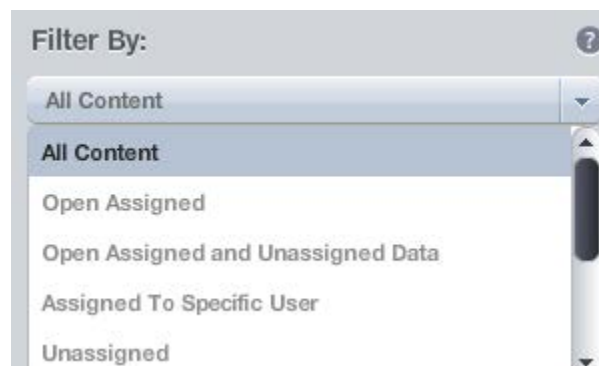 Filter By:
?
All Content
All Content
Open Assigned
Open Assigned and Unassigned Data
Assigned To Specific User
Unassigned